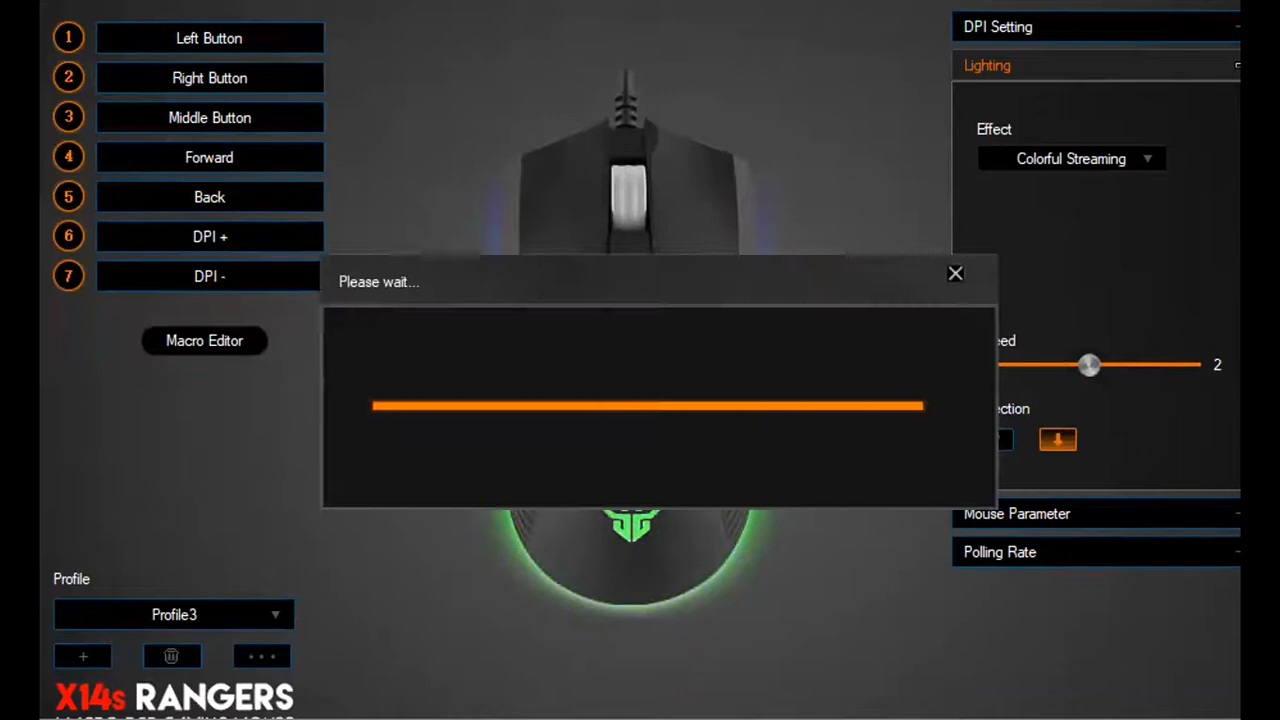 1 Left Button
2 Right Button
3 Middle Button
4 Forward
5 Back
6 DPI +
7 DPI -
Macro Editor
Profile
Profile3
+
...
X14s RANGERS
Please wait...
DPI Setting
Lighting
Effect
Colorful Streaming
eed
2
ection
Mouse Parameter
Polling Rate